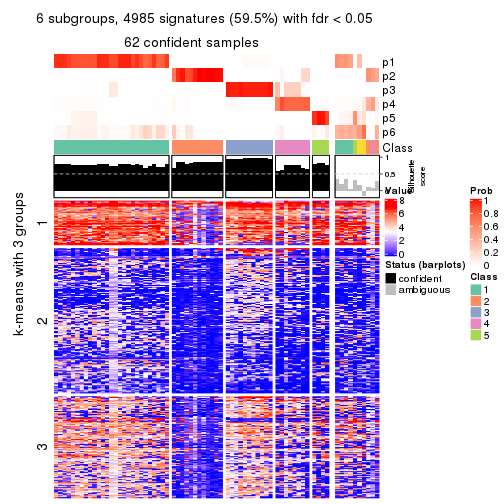 6 subgroups, 4985 signatures (59.5%) with fdr < 0.05
62 confident samples
p1
p2
p3
p4
p5
p6
Class
1
0.5
0
Silhouette
score
k-means with 3 groups
1
2
3
Value
8
6
4
2
0
Status (barplots)
confident
ambiguous
Prob
1
0.8
0.6
0.4
0.2
0
Class
1
2
3
4
5